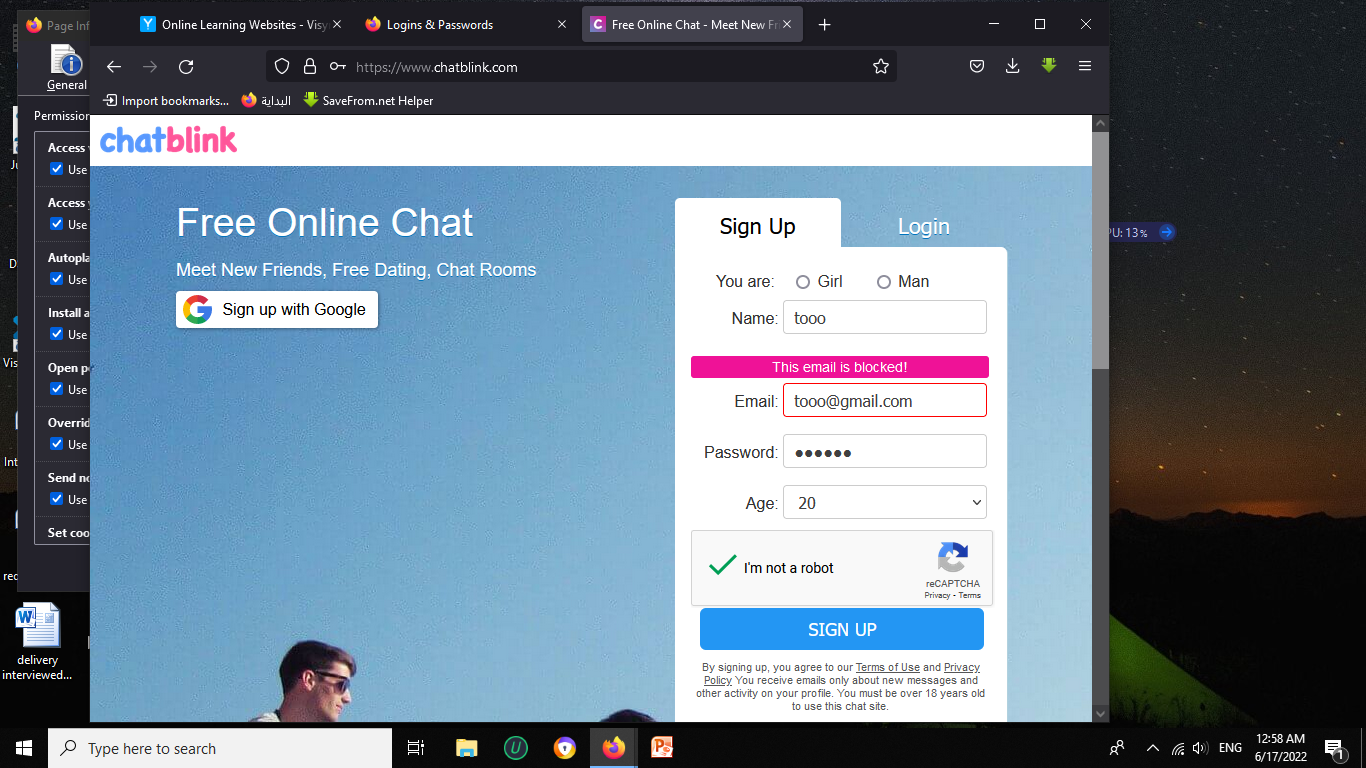 Page Inf
Online Learning Websites - Visy
Logins & Passwords
Free Online Chat - Meet New Fr
General
https://www.chatblink.com
Import bookmarks...
البداية
SaveFrom.net Helper
Permission
Access
Use
Access
Use
Autopla
Use
Install a
Use
Open p
Use
Overrid
Use
Send no
Use
Set coo
chatblink
Free Online Chat
Meet New Friends, Free Dating, Chat Rooms
Sign up with Google
Sign Up
Login
You are: Girl Man
Name: tooo
This email is blocked!
Email: tooo@gmail.com
Password: ●●●●●●
Age: 20
I'm not a robot
reCAPTCHA
Privacy - Terms
SIGN UP
By signing up, you agree to our Terms of Use and Privacy
Policy You receive emails only about new messages and
other activity on your profile. You must be over 18 years old
to use this chat site.
PU: 13%
Ju
D
Vis
Int
rec
delivery
interviewed...
Type here to search
ENG
12:58 AM
6/17/2022
1